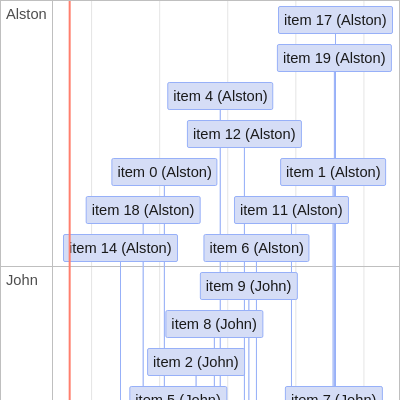 Alston
item 17 (Alston)
item 19 (Alston)
item 4 (Alston)
item 12 (Alston)
item 0 (Alston)
item 1 (Alston)
item 18 (Alston)
item 11 (Alston)
item 14 (Alston)
item 6 (Alston)
John
item 9 (John)
item 8 (John)
item 2 (John)
item 5 (John)
item 7 (John)